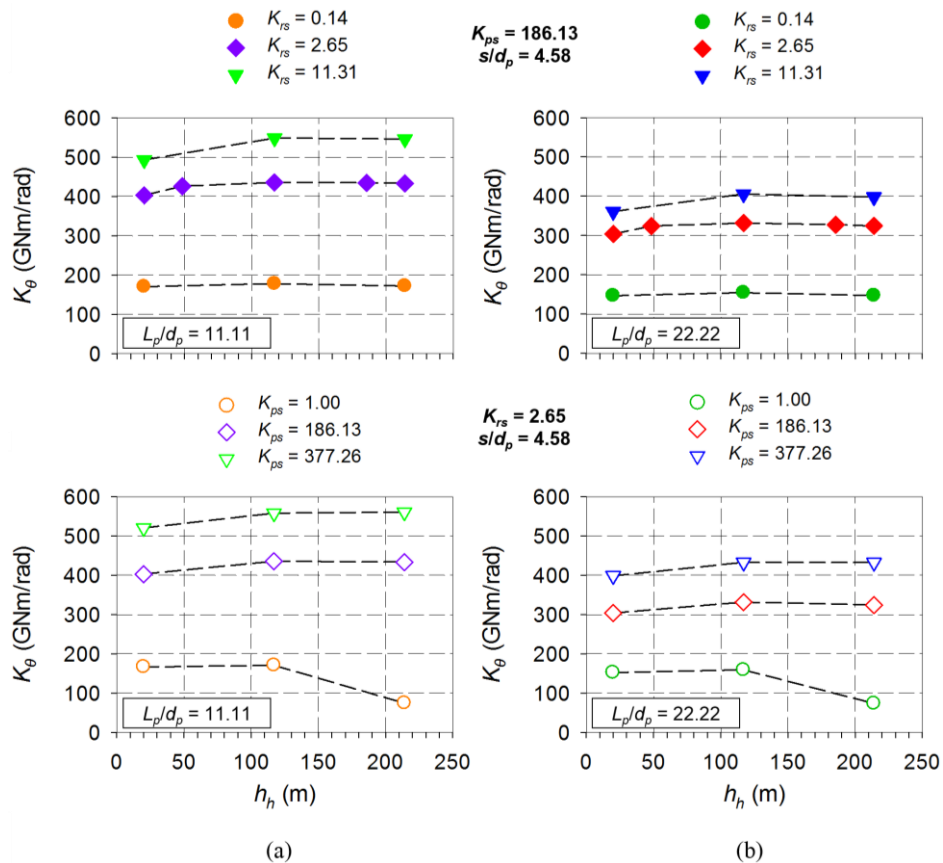 K_rs = 0.14
K_rs = 2.65
K_rs = 11.31
K_ps = 186.13
s/d_p = 4.58
K_rs = 0.14
K_rs = 2.65
K_rs = 11.31
600
500
400
300
200
100
0
K_θ (GNm/rad)
L_p/d_p = 11.11
600
500
400
300
200
100
0
K_θ (GNm/rad)
L_p/d_p = 22.22
K_ps = 1.00
K_ps = 186.13
K_ps = 377.26
K_rs = 2.65
s/d_p = 4.58
K_ps = 1.00
K_ps = 186.13
K_ps = 377.26
600
500
400
300
200
100
0
K_θ (GNm/rad)
L_p/d_p = 11.11
0 50 100 150 200 250
h_h (m)
600
500
400
300
200
100
0
K_θ (GNm/rad)
L_p/d_p = 22.22
0 50 100 150 200 250
h_h (m)
(a)
(b)